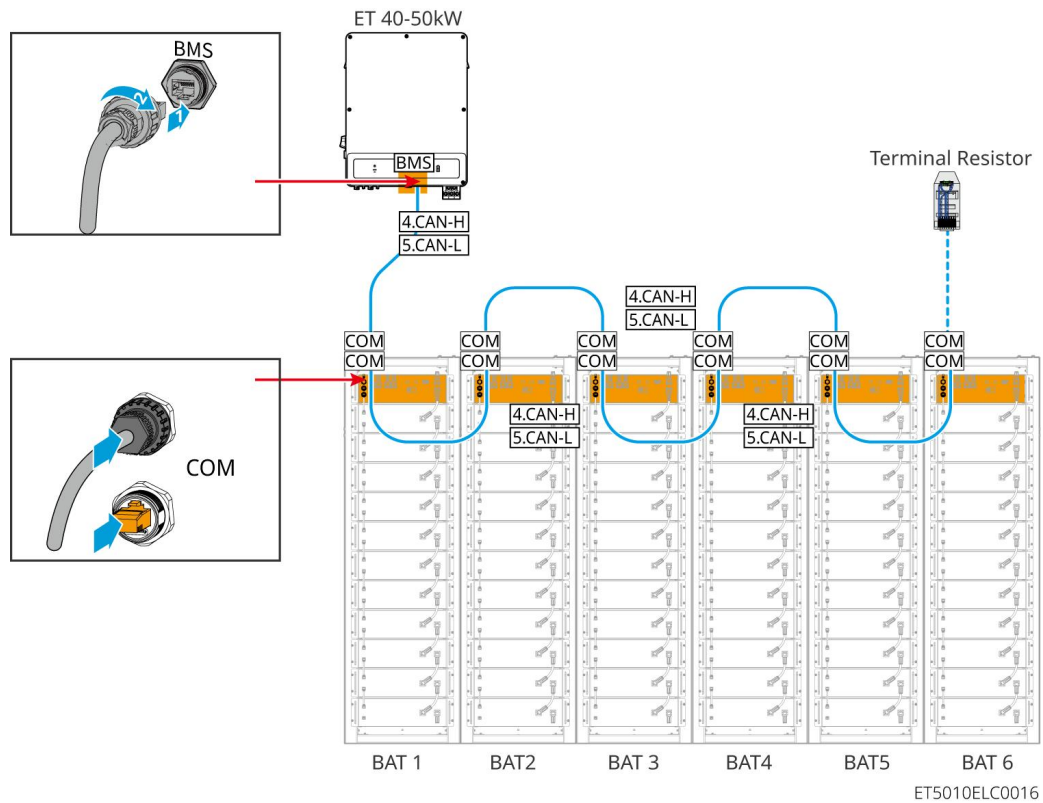 ET 40-50kW
BMS
2
1
BMS
Terminal Resistor
4.CAN-H
5.CAN-L
4.CAN-H
5.CAN-L
COM COM COM COM COM COM
COM COM COM COM COM COM
4.CAN-H 4.CAN-H
5.CAN-L 5.CAN-L
COM
BAT 1 BAT2 BAT 3 BAT4 BAT5 BAT 6
ET5010ELC0016